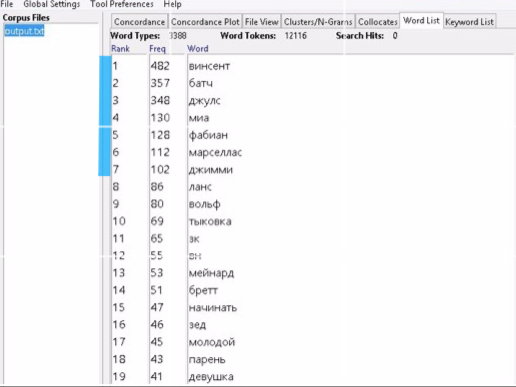 File Global Settings Tool Preferences Help
Corpus Files
output.txt
Concordance Concordance Plot File View Clusters/N-Grams Collocates Word List Keyword List
Word Types: 3388 Word Tokens: 12116 Search Hits: 0
Rank Freq Word
1 482 винсент
2 357 батч
3 348 джулс
4 130 миа
5 128 фабиан
6 112 марселлас
7 102 джимми
8 86 ланс
9 80 вольф
10 69 тыковка
11 65 зк
12 55
13 53 мейнард
14 51 бретт
15 47 начинать
16 46 зед
17 45 молодой
18 43 парень
19 41 девушка